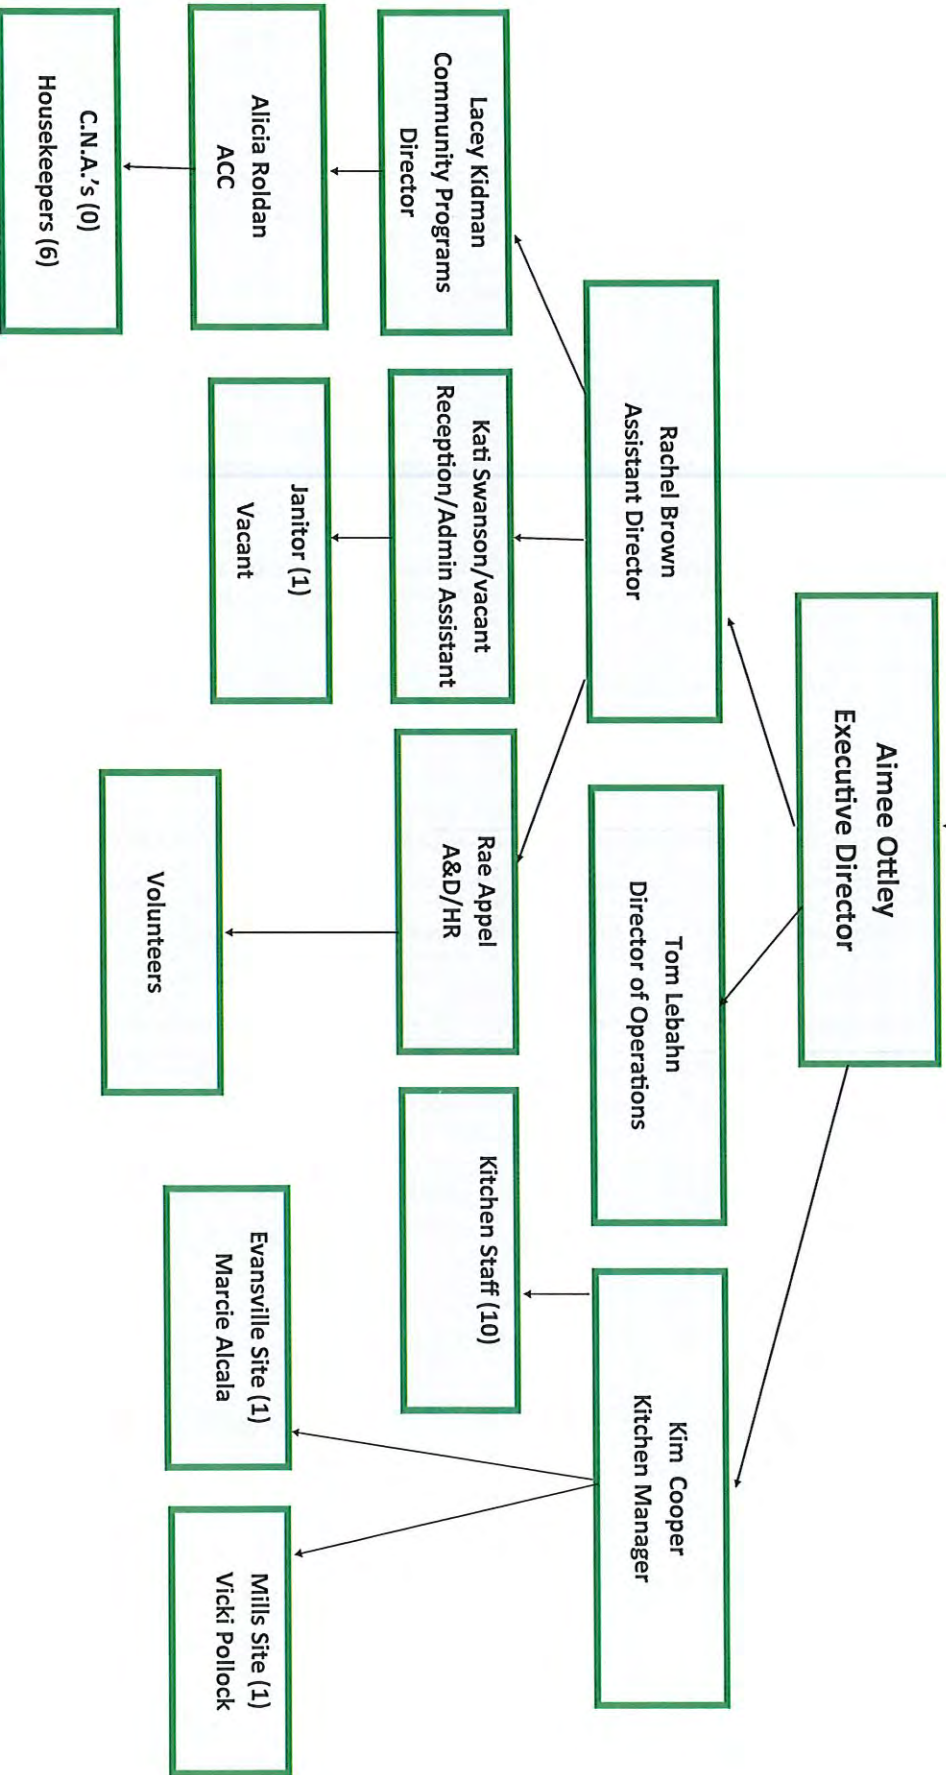 Aimee Ottley
Executive Director
Rachel Brown
Assistant Director
Tom Lebahn
Director of Operations
Kim Cooper
Kitchen Manager
Lacey Kidman
Community Programs
Director
Kati Swanson/vacant
Reception/Admin Assistant
Rae Appel
A&D/HR
Kitchen Staff (10)
Alicia Roldan
ACC
Janitor (1)
Vacant
Volunteers
Evansville Site (1)
Marcie Alcala
Mills Site (1)
Vicki Pollock
C.N.A.’s (0)
Housekeepers (6)